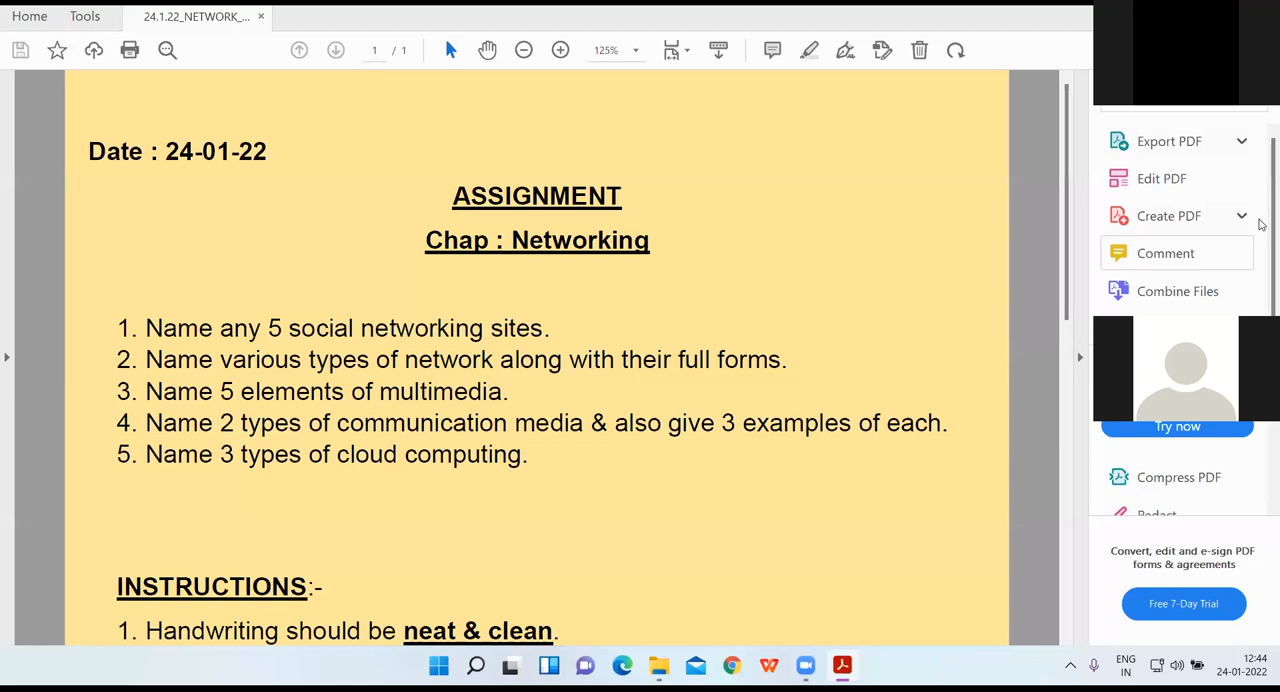 Home Tools 24.1.22_NETWORK_... ×
1 / 1 125%
Date : 24-01-22
ASSIGNMENT
Chap : Networking
1. Name any 5 social networking sites.
2. Name various types of network along with their full forms.
3. Name 5 elements of multimedia.
4. Name 2 types of communication media & also give 3 examples of each.
5. Name 3 types of cloud computing.
INSTRUCTIONS:-
1. Handwriting should be neat & clean.
Export PDF
Edit PDF
Create PDF
Comment
Combine Files
Try now
Compress PDF
Redact
Convert, edit and e-sign PDF
forms & agreements
Free 7-Day Trial
ENG
IN
12:44
24-01-2022